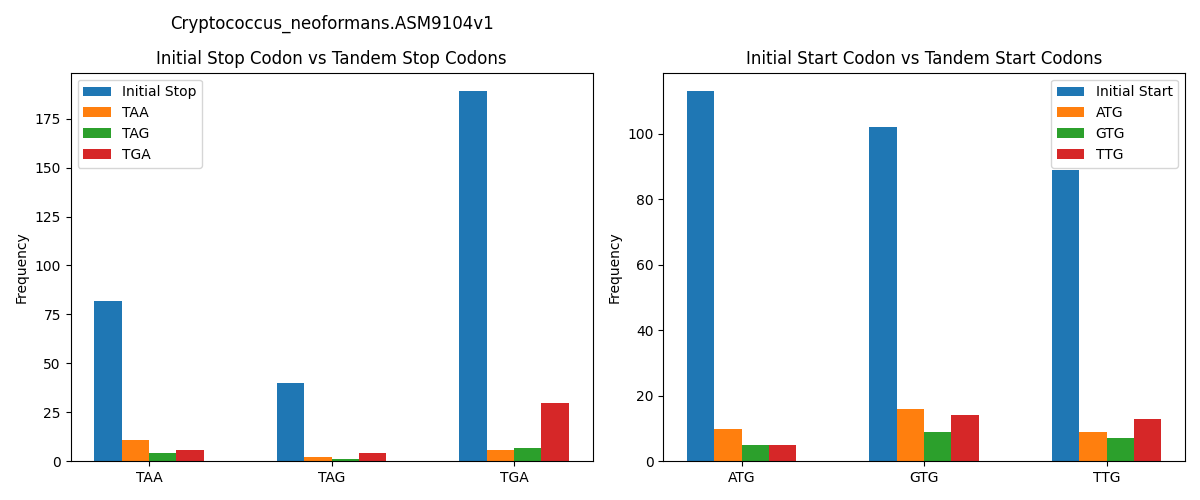 Cryptococcus_neoformans.ASM9104v1
Initial Stop Codon vs Tandem Stop Codons
Initial Stop
TAA
TAG
TGA
Frequency
175
150
125
100
75
50
25
0
TAA TAG TGA
Initial Start Codon vs Tandem Start Codons
Initial Start
ATG
GTG
TTG
Frequency
100
80
60
40
20
0
ATG GTG TTG